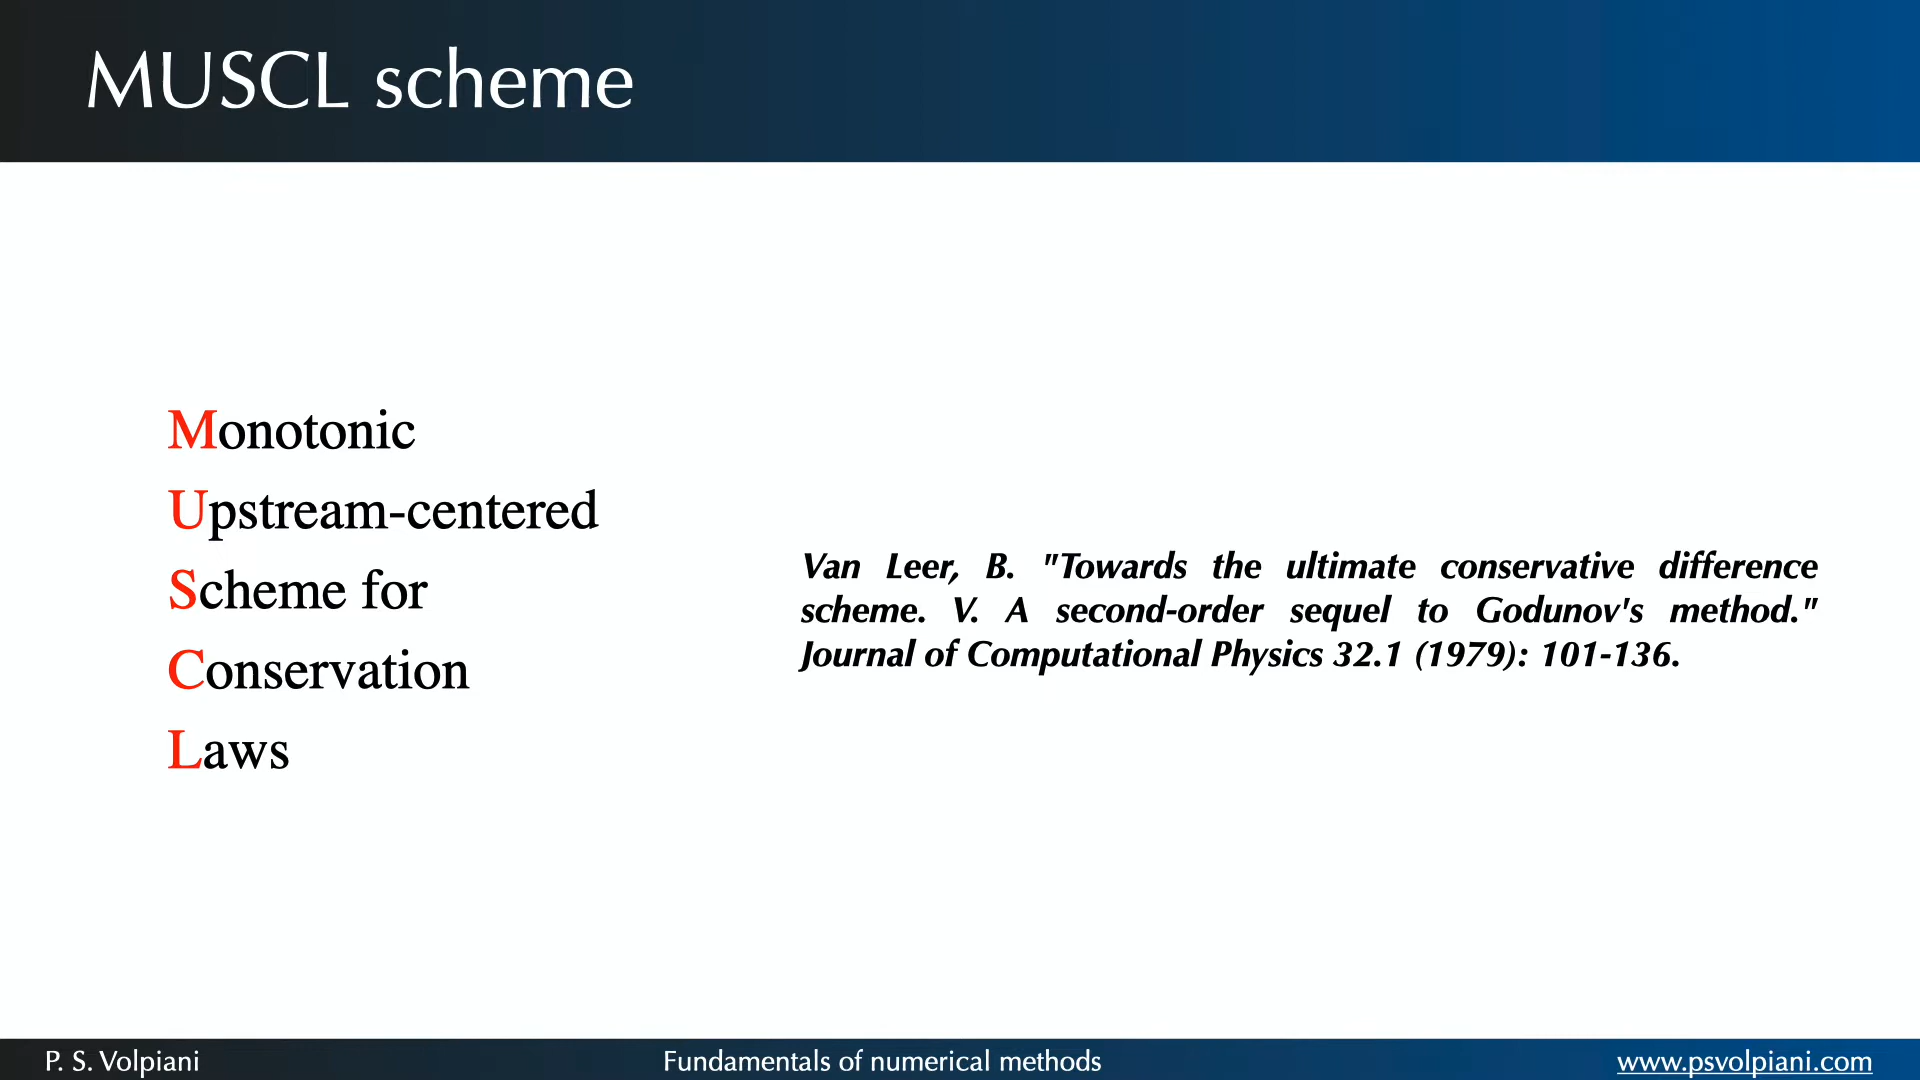 MUSCL scheme
Monotonic
Upstream-centered
Scheme for
Conservation
Laws
Van Leer, B. "Towards the ultimate conservative difference
scheme. V. A second-order sequel to Godunov's method."
Journal of Computational Physics 32.1 (1979): 101-136.
P. S. Volpiani
Fundamentals of numerical methods
www.psvolpiani.com